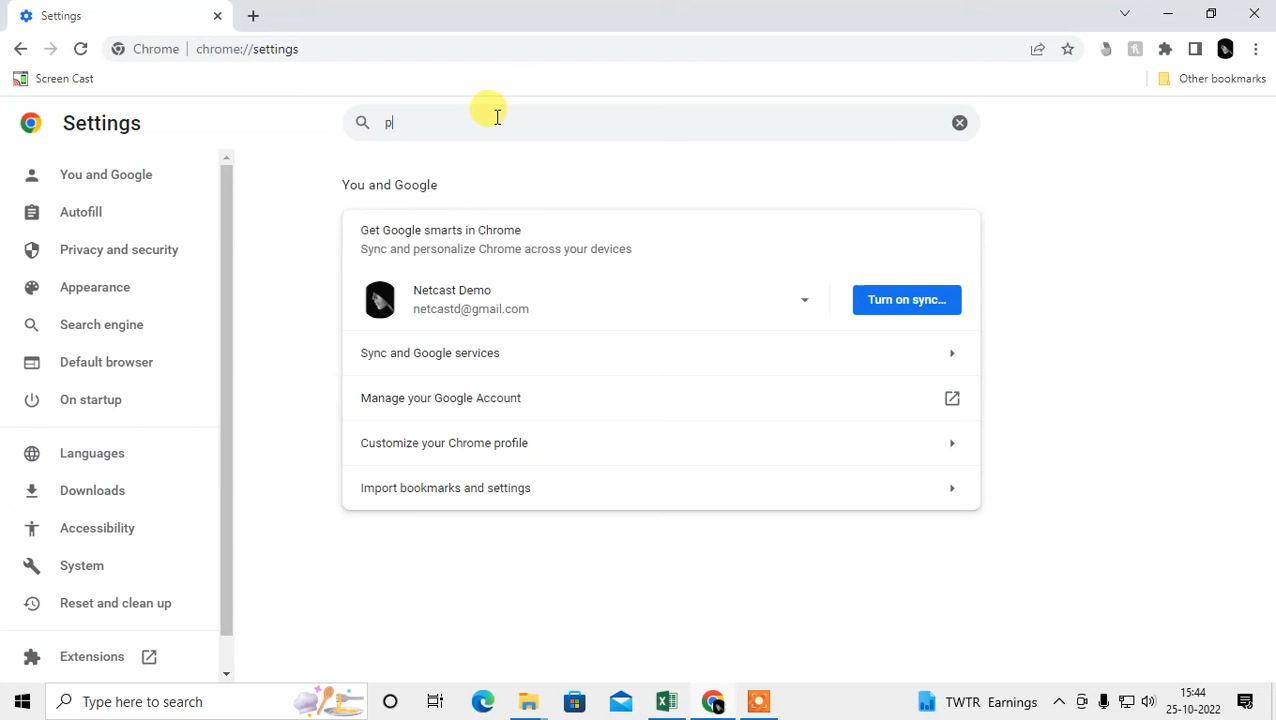 Settings
Chrome chrome://settings
Screen Cast
Other bookmarks
Settings
p
You and Google
Autofill
Privacy and security
Appearance
Search engine
Default browser
On startup
Languages
Downloads
Accessibility
System
Reset and clean up
Extensions
You and Google
Get Google smarts in Chrome
Sync and personalize Chrome across your devices
Netcast Demo
netcastd@gmail.com
Turn on sync...
Sync and Google services
Manage your Google Account
Customize your Chrome profile
Import bookmarks and settings
Type here to search
TWTR Earnings
15:44
25-10-2022